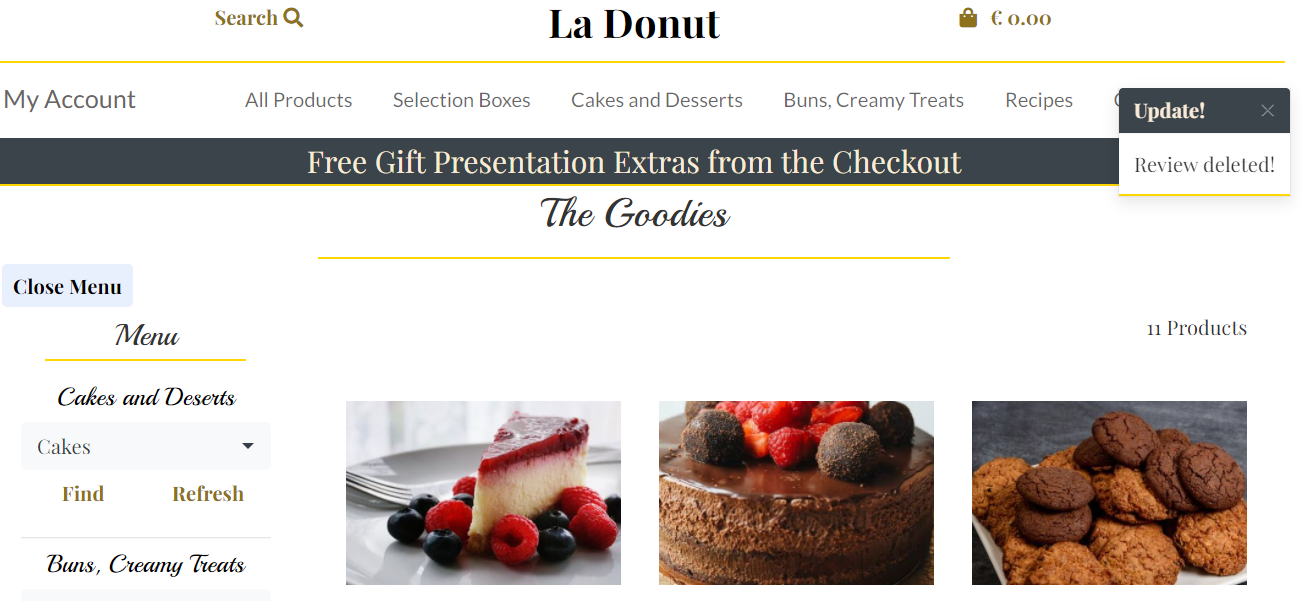 Search
La Donut
€ 0.00
My Account
All Products
Selection Boxes
Cakes and Desserts
Buns, Creamy Treats
Recipes
Update!
Review deleted!
Free Gift Presentation Extras from the Checkout
The Goodies
Close Menu
Menu
11 Products
Cakes and Deserts
Cakes
Find
Refresh
Buns, Creamy Treats